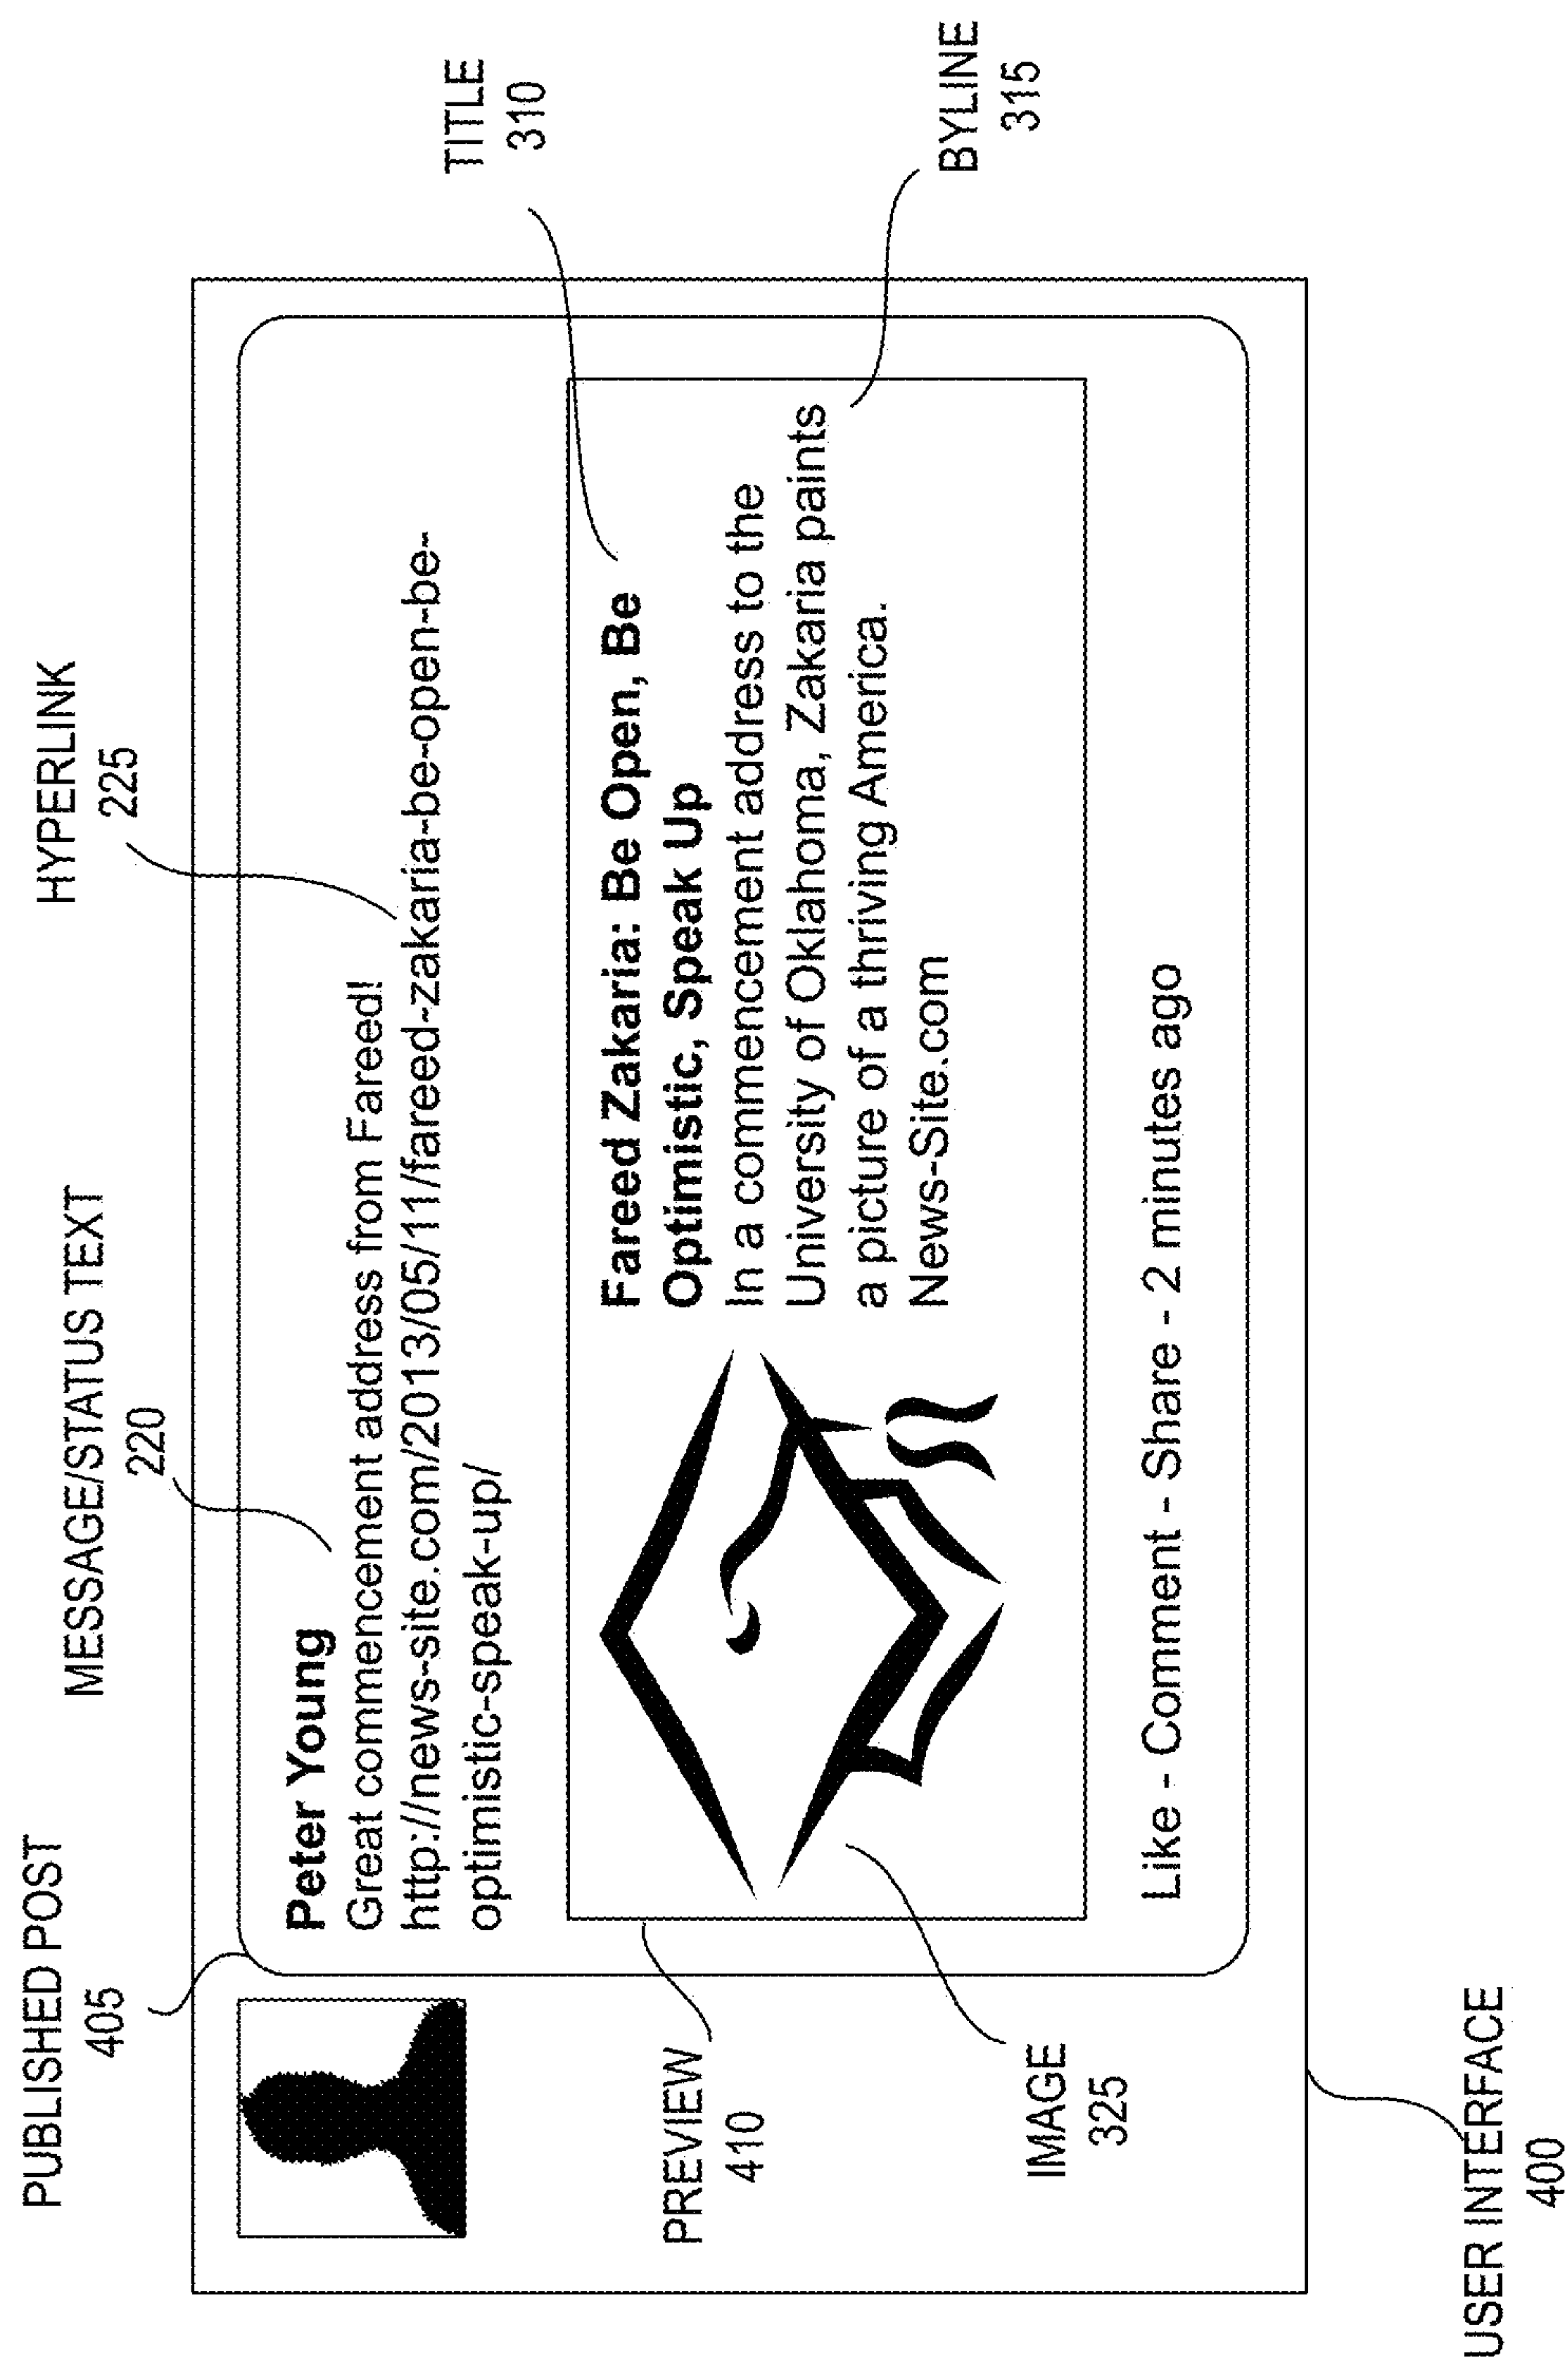 PUBLISHED POST
405
MESSAGE/STATUS TEXT
220
HYPERLINK
225
Peter Young
Great commencement address from Fareed!
http://news-site.com/2013/05/11/fareed-zakaria-be-open-be-
optimistic-speak-up/
TITLE
310
PREVIEW
410
Fareed Zakaria: Be Open, Be
Optimistic, Speak Up
In a commencement address to the
University of Oklahoma, Zakaria paints
a picture of a thriving America.
News-Site.com
BYLINE
315
IMAGE
325
Like - Comment - Share - 2 minutes ago
USER INTERFACE
400